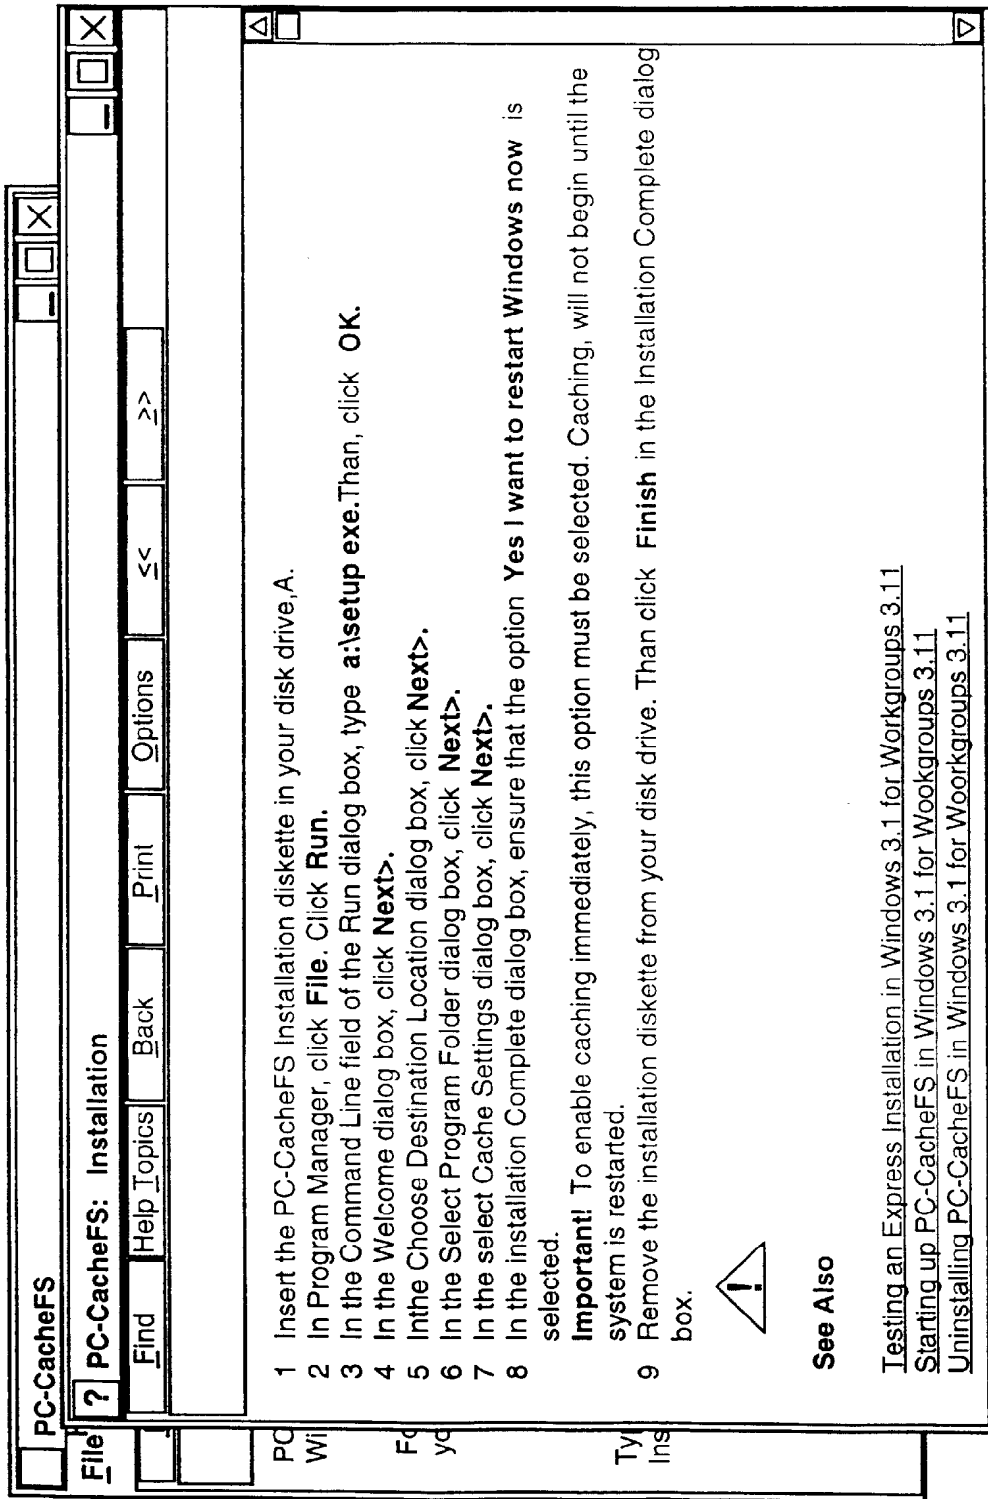 PC-CacheFS
File
? PC-CacheFS: Installation
Find Help Topics Back Print Options << >>
1 Insert the PC-CacheFS Installation diskette in your disk drive,A.
2 In Program Manager, click File. Click Run.
3 In the Command Line field of the Run dialog box, type a:\setup exe.Than, click OK.
4 In the Welcome dialog box, click Next>.
5 Inthe Choose Destination Location dialog box, click Next>.
6 In the Select Program Folder dialog box, click Next>.
7 In the select Cache Settings dialog box, click Next>.
8 In the installation Complete dialog box, ensure that the option Yes I want to restart Windows now is
selected.
Important! To enable caching immediately, this option must be selected. Caching, will not begin until the
system is restarted.
9 Remove the installation diskette from your disk drive. Than click Finish in the Installation Complete dialog
box.
!
See Also
Testing an Express Installation in Windows 3.1 for Workgroups 3.11
Starting up PC-CacheFS in Windows 3.1 for Wookgroups 3.11
Uninstalling PC-CacheFS in Windows 3.1 for Woorkgroups 3.11
PC
Wi
Fo
yo
Ty
Ins